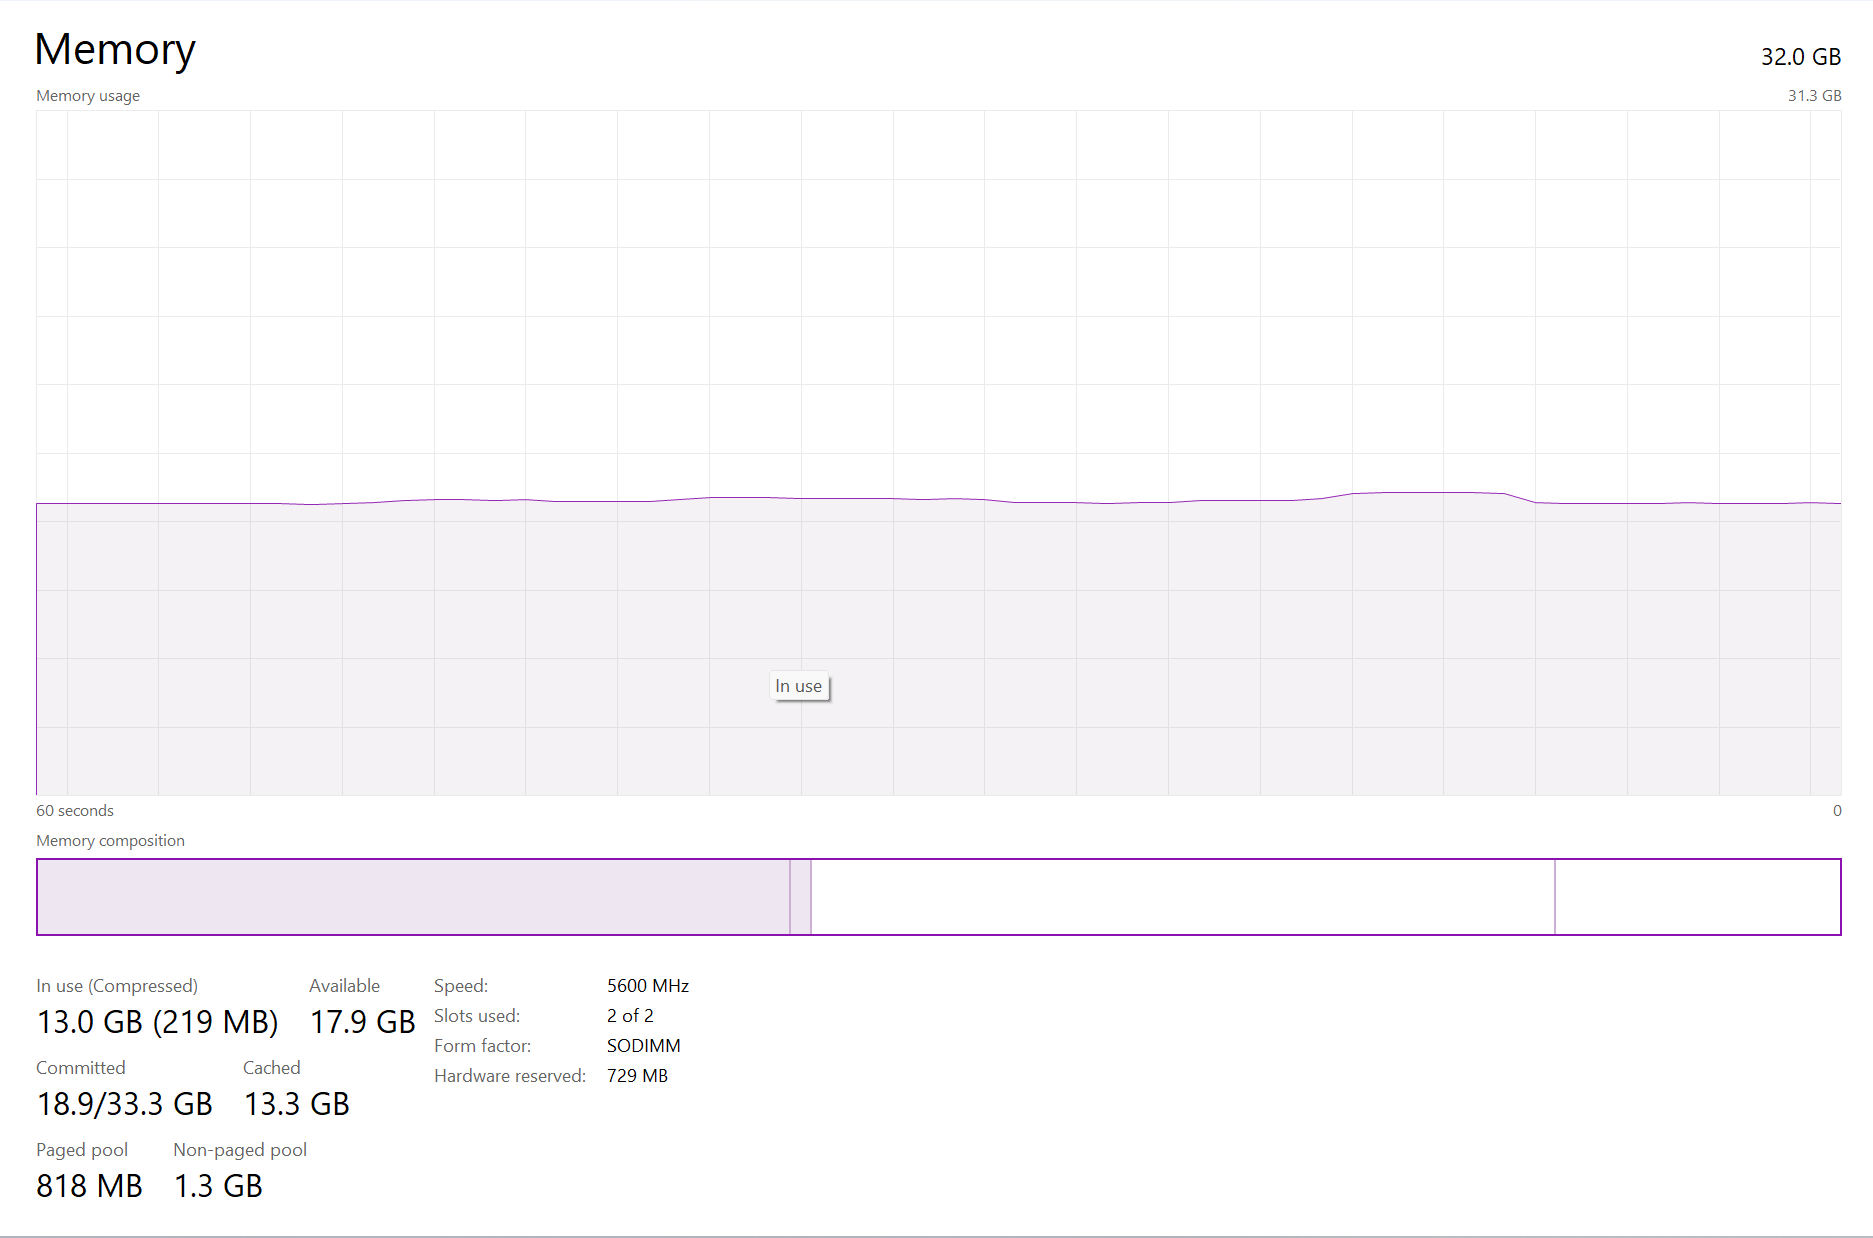 Memory
32.0 GB
Memory usage
31.3 GB
In use
60 seconds
0
Memory composition
In use (Compressed)
13.0 GB (219 MB)
Available
17.9 GB
Committed
18.9/33.3 GB
Cached
13.3 GB
Paged pool
818 MB
Non-paged pool
1.3 GB
Speed: 5600 MHz
Slots used: 2 of 2
Form factor: SODIMM
Hardware reserved: 729 MB